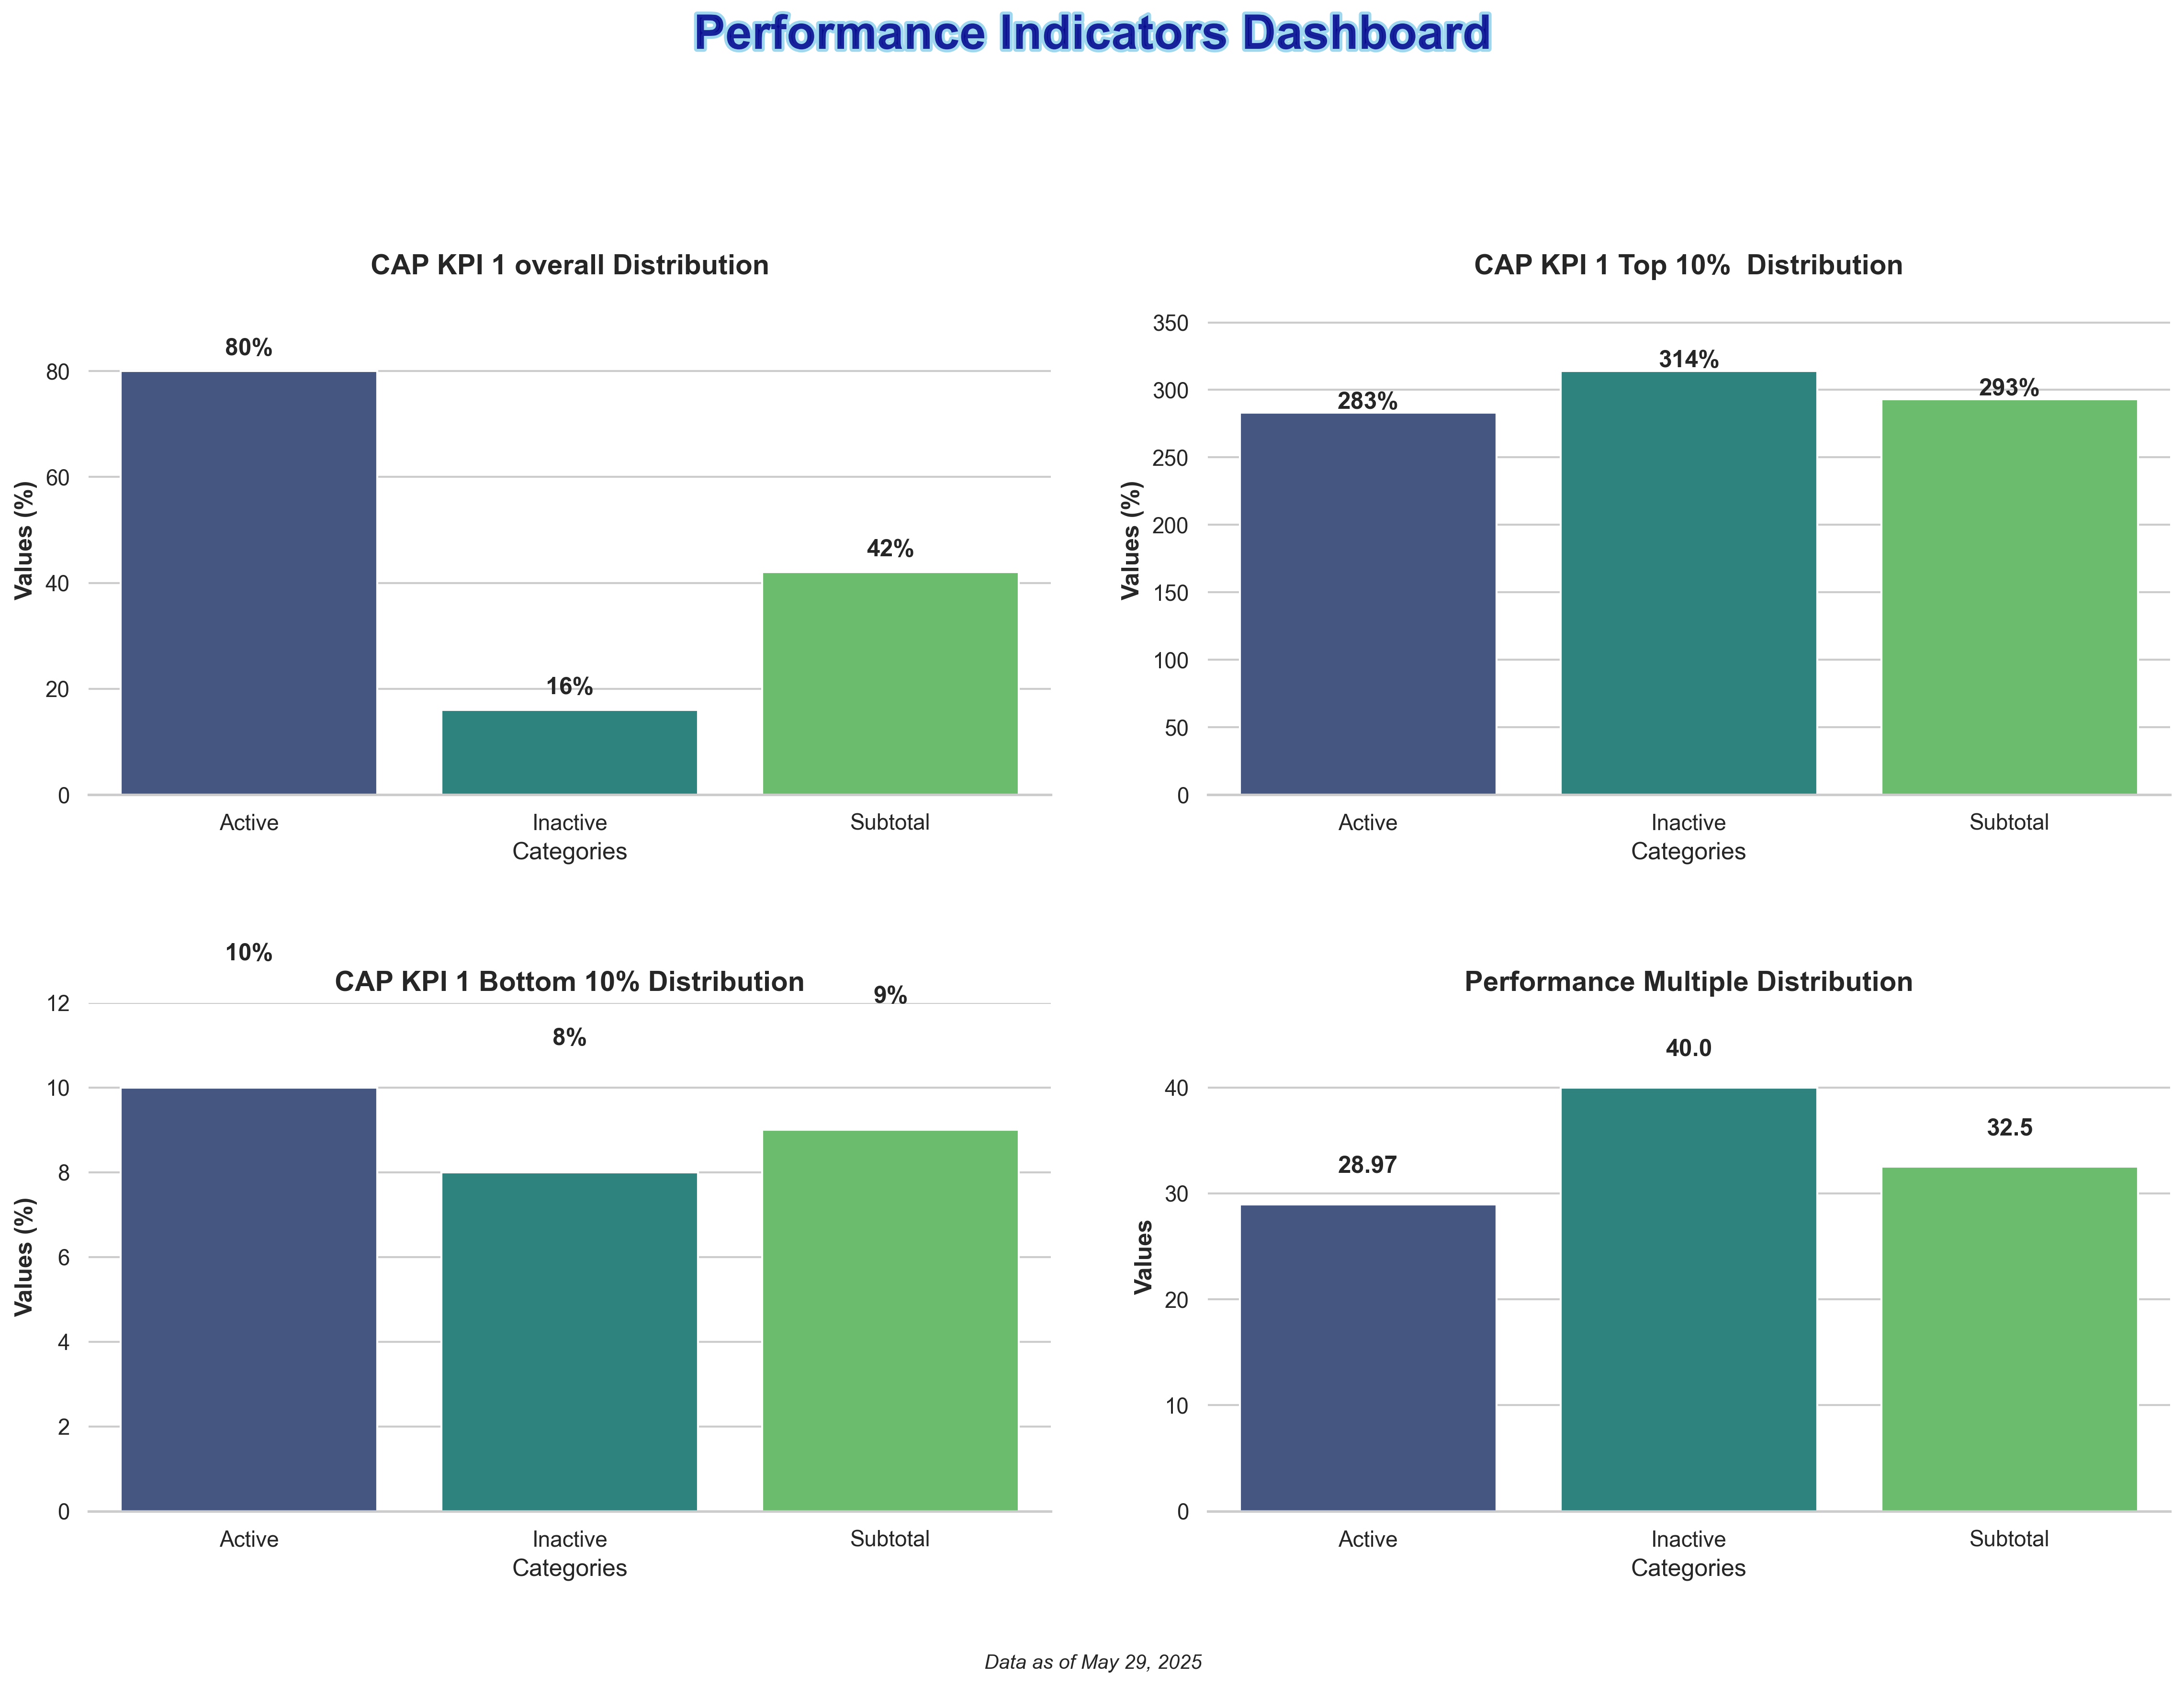 Performance Indicators Dashboard
CAP KPI 1 overall Distribution
Values (%)
80
60
40
20
0
80%
16%
42%
Active
Inactive
Subtotal
Categories
CAP KPI 1 Top 10%  Distribution
Values (%)
350
300
250
200
150
100
50
0
283%
314%
293%
Active
Inactive
Subtotal
Categories
CAP KPI 1 Bottom 10% Distribution
Values (%)
12
10
8
6
4
2
0
10%
8%
9%
Active
Inactive
Subtotal
Categories
Performance Multiple Distribution
Values
40
30
20
10
0
28.97
40.0
32.5
Active
Inactive
Subtotal
Categories
Data as of May 29, 2025